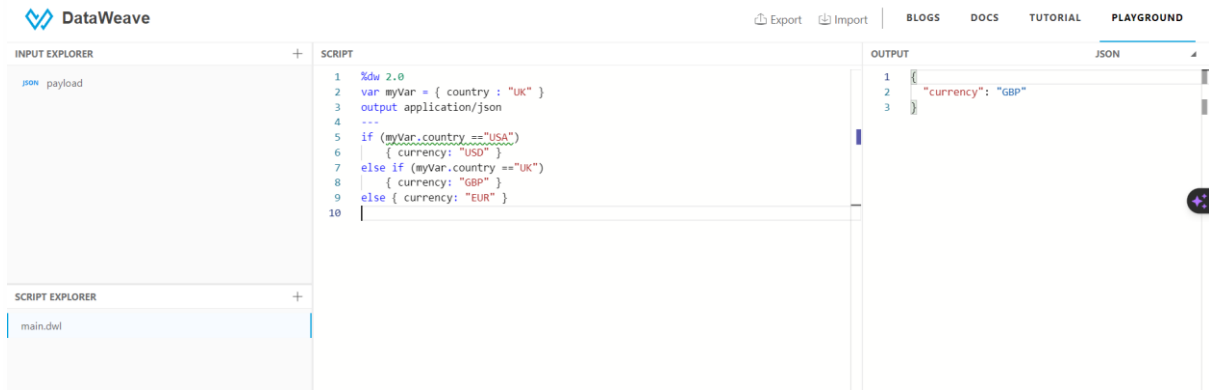 DataWeave
Export Import BLOGS DOCS TUTORIAL PLAYGROUND
INPUT EXPLORER +
JSON payload
SCRIPT EXPLORER +
main.dwl
SCRIPT
1 %dw 2.0
2 var myVar = { country : "UK" }
3 output application/json
4 ---
5 if (myVar.country =="USA")
6 { currency: "USD" }
7 else if (myVar.country =="UK")
8 { currency: "GBP" }
9 else { currency: "EUR" }
10
OUTPUT JSON
1 {
2 "currency": "GBP"
3 }